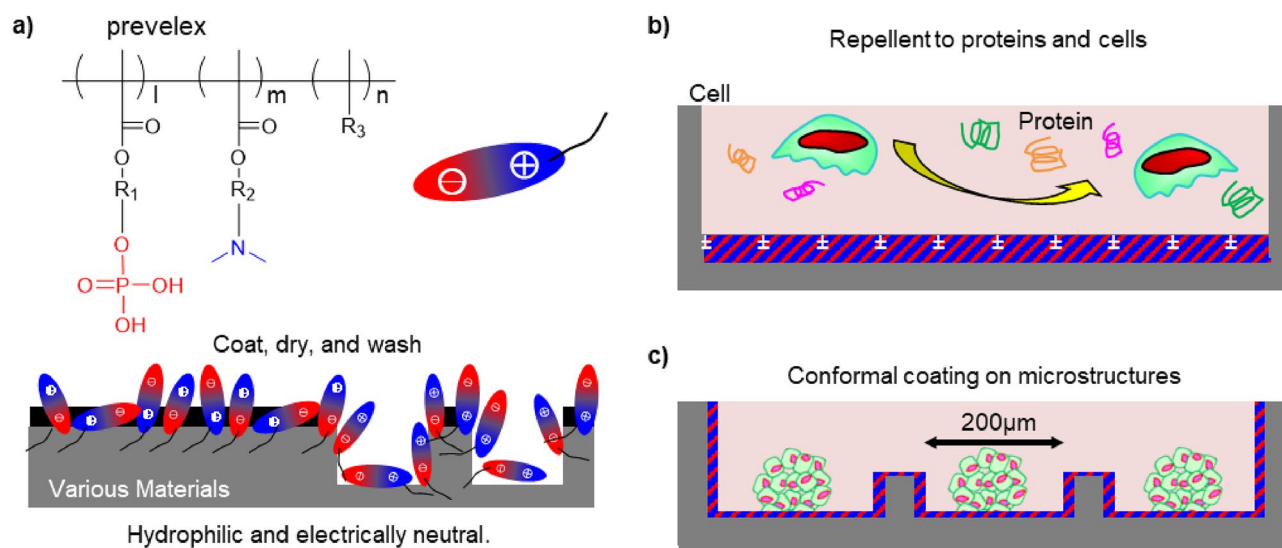 a)
prevelex
l
m
n
O
O
R3
O
O
R1
R2
O
N
O
P
OH
OH
⊖
⊕
Coat, dry, and wash
Various Materials
Hydrophilic and electrically neutral.
b)
Repellent to proteins and cells
Cell
Protein
c)
Conformal coating on microstructures
200μm